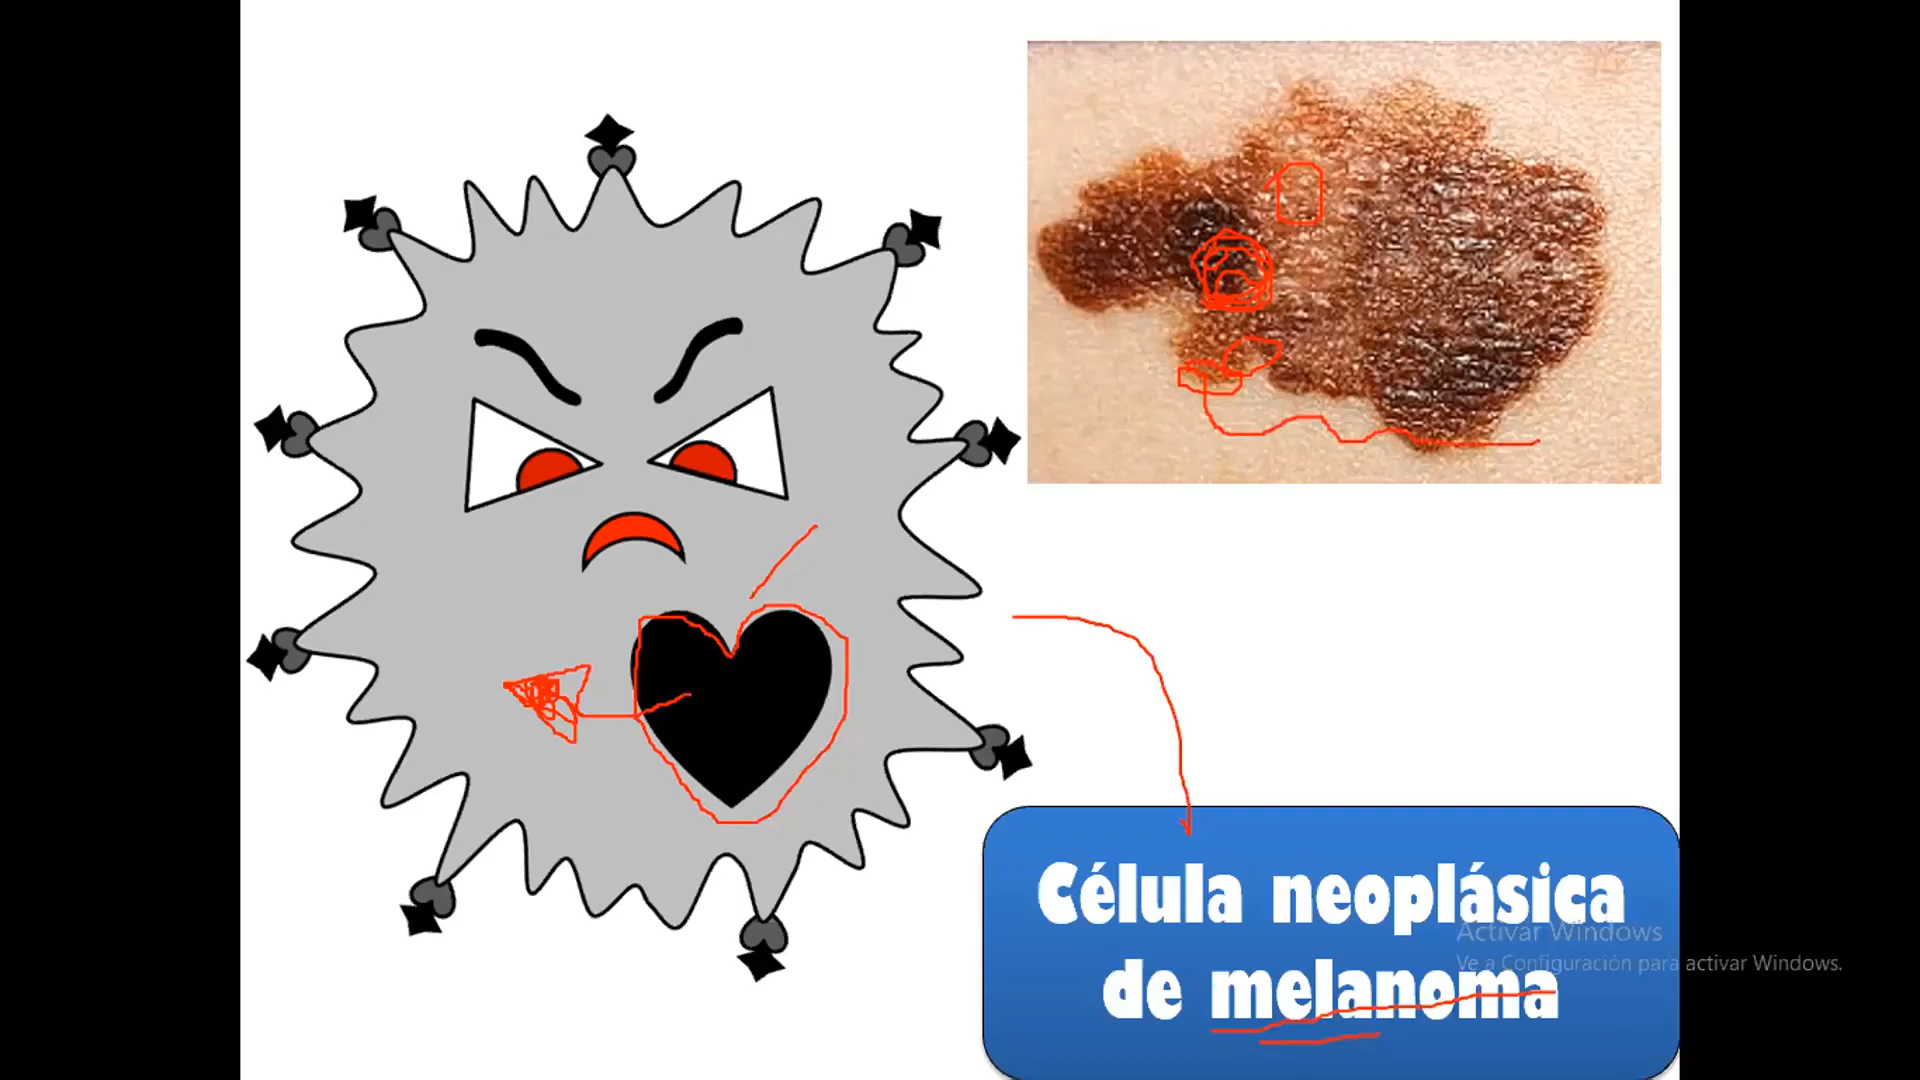 Célula neoplásica
de melanoma
Activar Windows
Ve a Configuración para activar Windows.